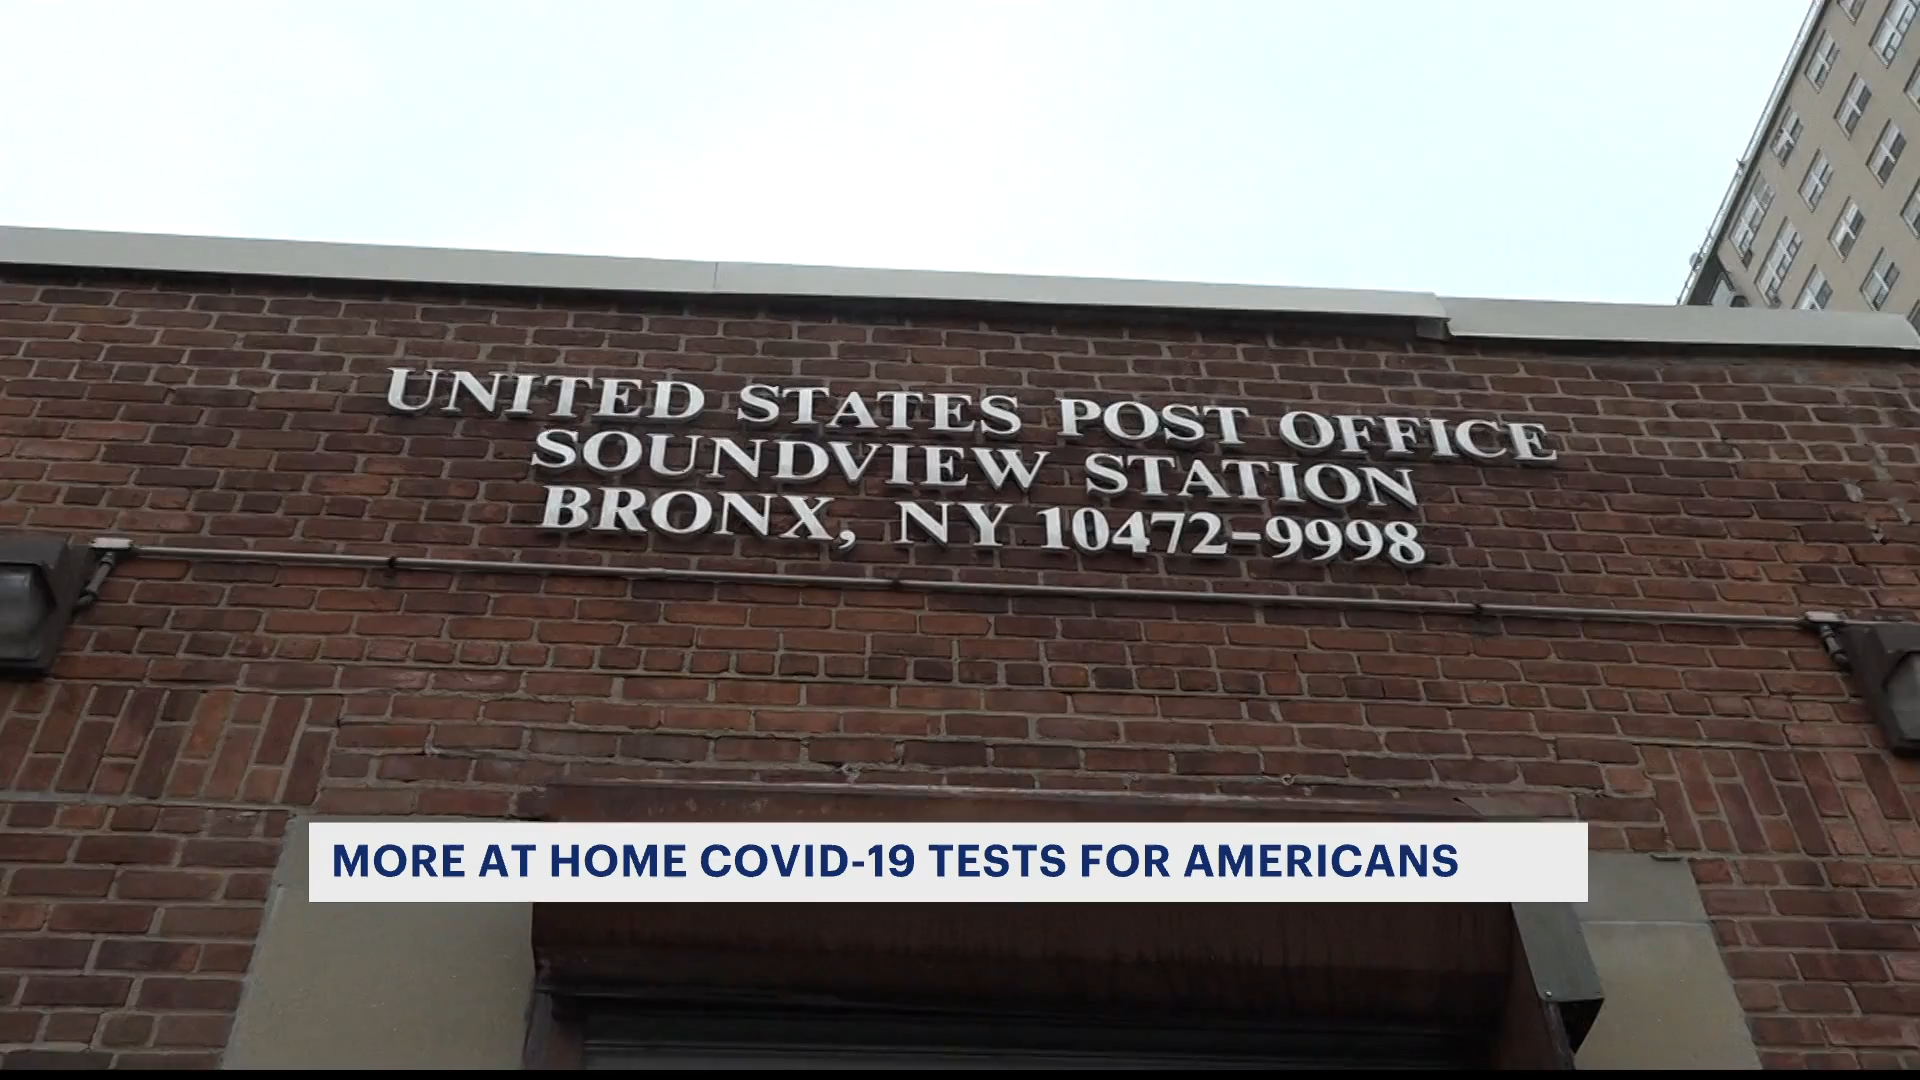 UNITED STATES POST OFFICE
SOUNDVIEW STATION
BRONX, NY 10472-9998
MORE AT HOME COVID-19 TESTS FOR AMERICANS